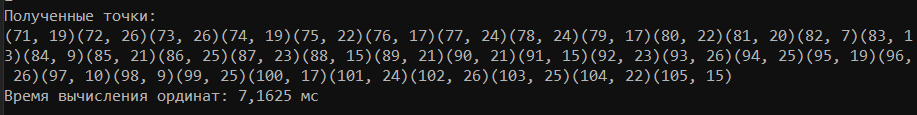 Полученные точки:
(71, 19)(72, 26)(73, 26)(74, 19)(75, 22)(76, 17)(77, 24)(78, 24)(79, 17)(80, 22)(81, 20)(82, 7)(83, 1
3)(84, 9)(85, 21)(86, 25)(87, 23)(88, 15)(89, 21)(90, 21)(91, 15)(92, 23)(93, 26)(94, 25)(95, 19)(96,
 26)(97, 10)(98, 9)(99, 25)(100, 17)(101, 24)(102, 26)(103, 25)(104, 22)(105, 15)
Время вычисления ординат: 7,1625 мс